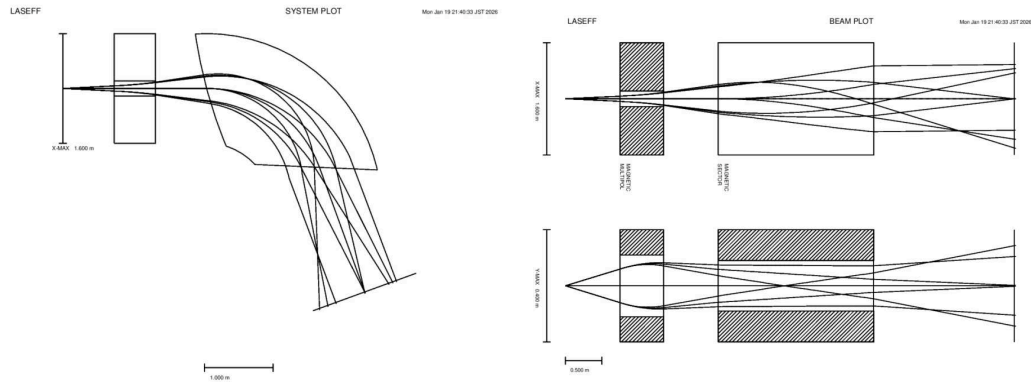 LASEFF
SYSTEM PLOT
Mon Jan 19 21:40:33 JST 2026
X-MAX 1.600 m
1.000 m
LASEFF
BEAM PLOT
Mon Jan 19 21:40:33 JST 2026
X-MAX 1.600 m
MAGNETIC
MULTIPOL
MAGNETIC
SECTOR
Y-MAX 0.400 m
0.500 m